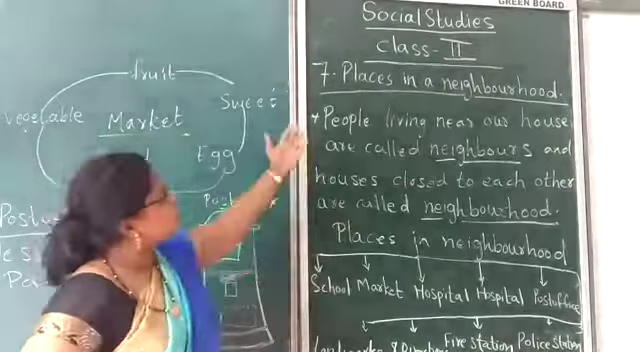 GREEN BOARD
Social Studies
Class - II
7. Places in a neighbourhood.
* People living near our house
are called neighbours and
houses closed to each other
are called neighbourhood.
Places in neighbourhood
School Market Hospital Hospital Postoffice
Fire Station Police Station
fruit
Vegetable
Market
Sweet
Egg